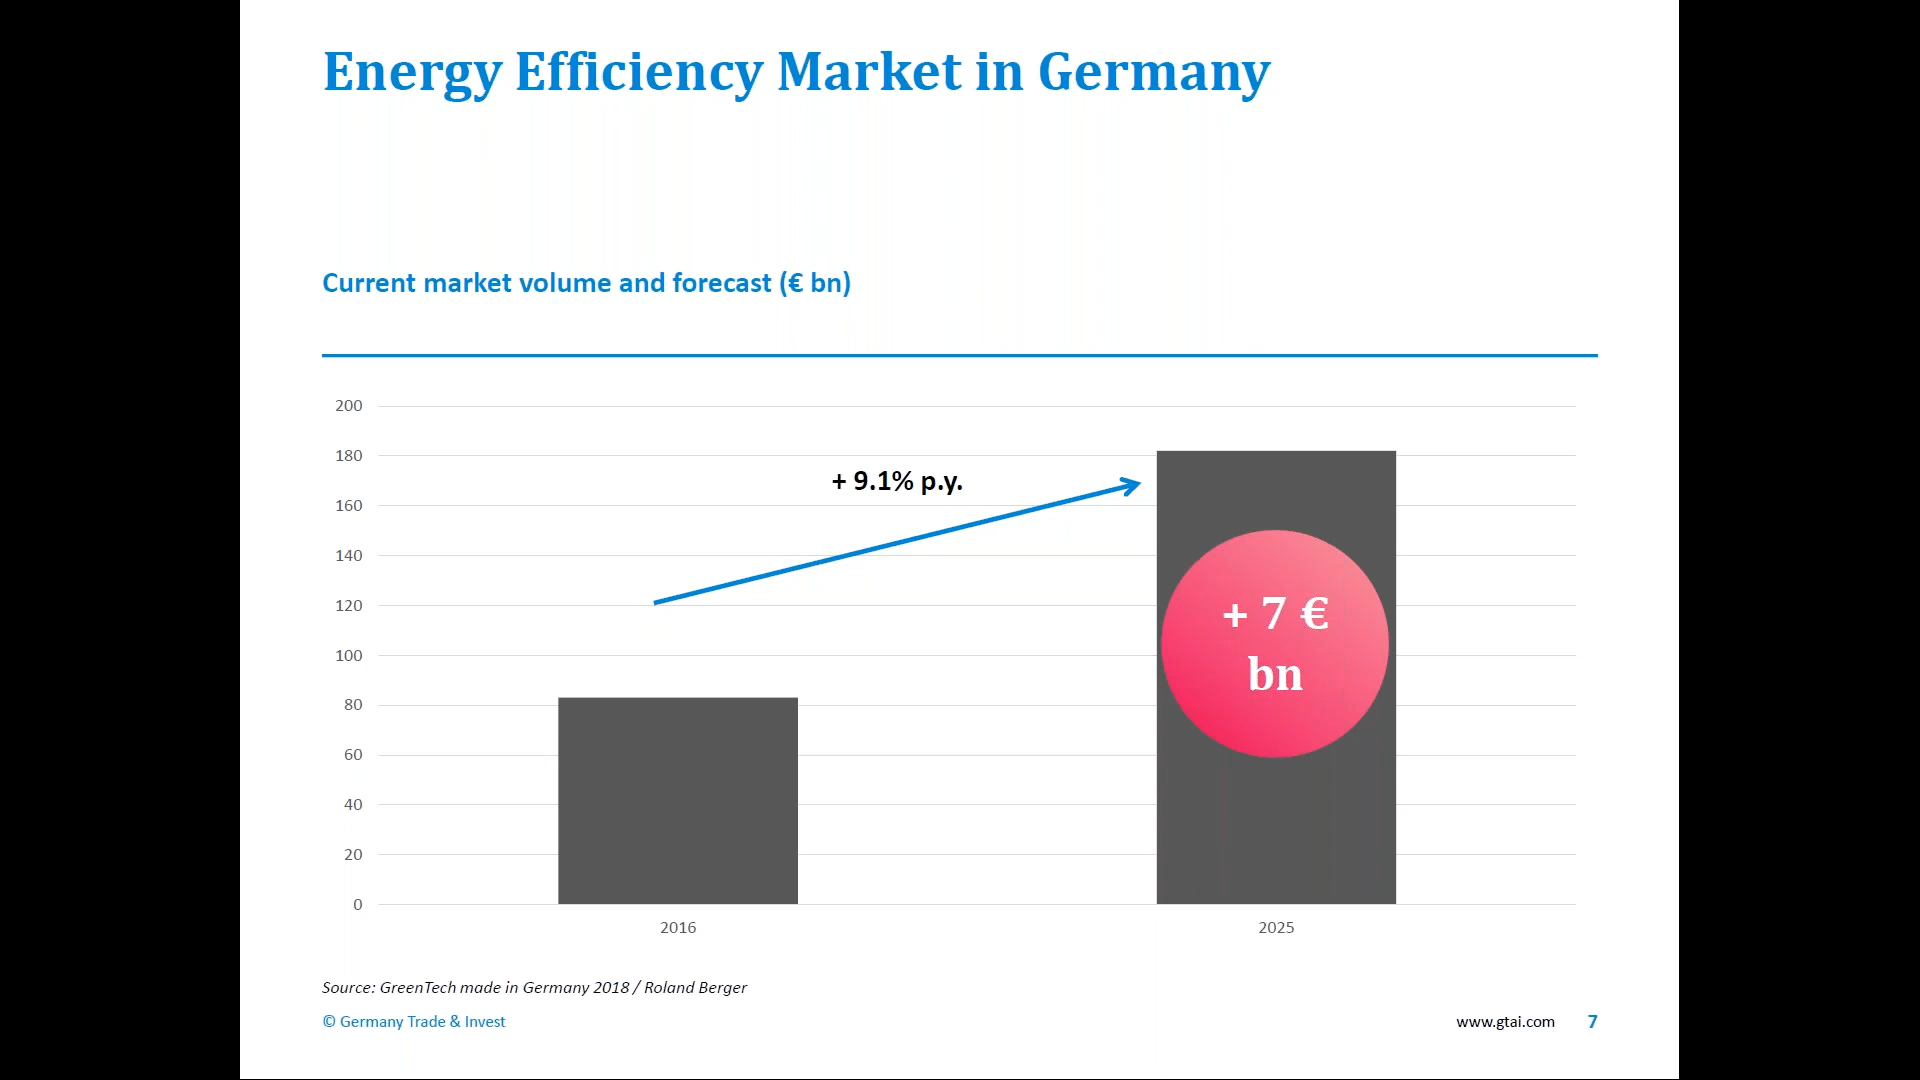 Energy Efficiency Market in Germany
Current market volume and forecast (€ bn)
200
180
160
140
120
100
80
60
40
20
0
+ 9.1% p.y.
+ 7 €
bn
2016
2025
Source: GreenTech made in Germany 2018 / Roland Berger
© Germany Trade & Invest
www.gtai.com
7